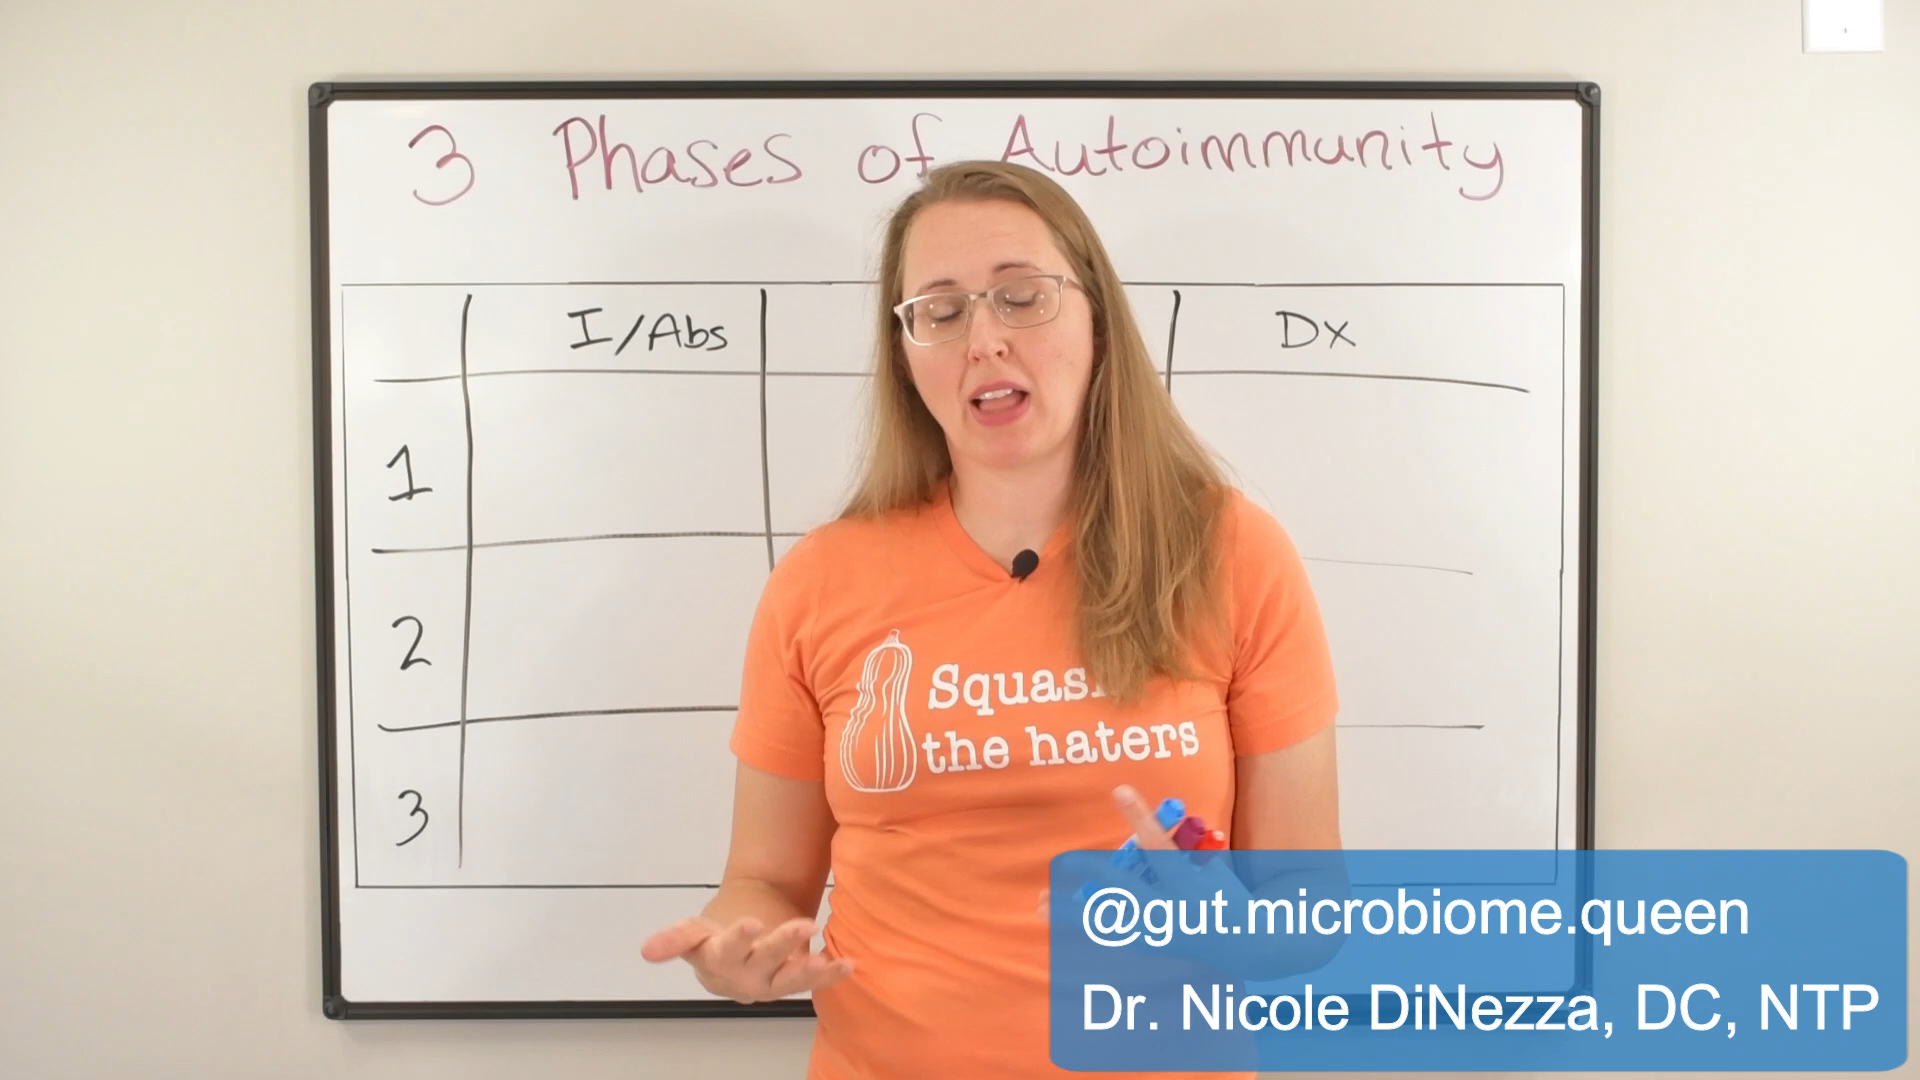 3 Phases of Autoimmunity
I/Abs
Dx
1
2
3
Squash
the haters
@gut.microbiome.queen
Dr. Nicole DiNezza, DC, NTP